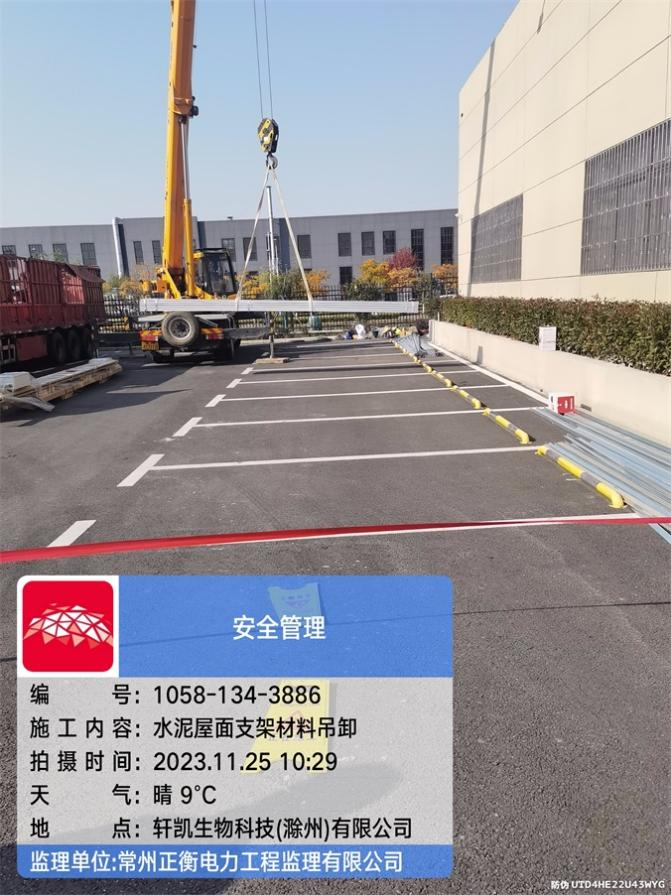 安全管理
编 号：1058-134-3886
施工内容：水泥屋面支架材料吊卸
拍摄时间：2023.11.25 10:29
天 气：晴 9℃
地 点：轩凯生物科技(滁州)有限公司
监理单位:常州正衡电力工程监理有限公司
防伪 UTD4HE22U43WYG